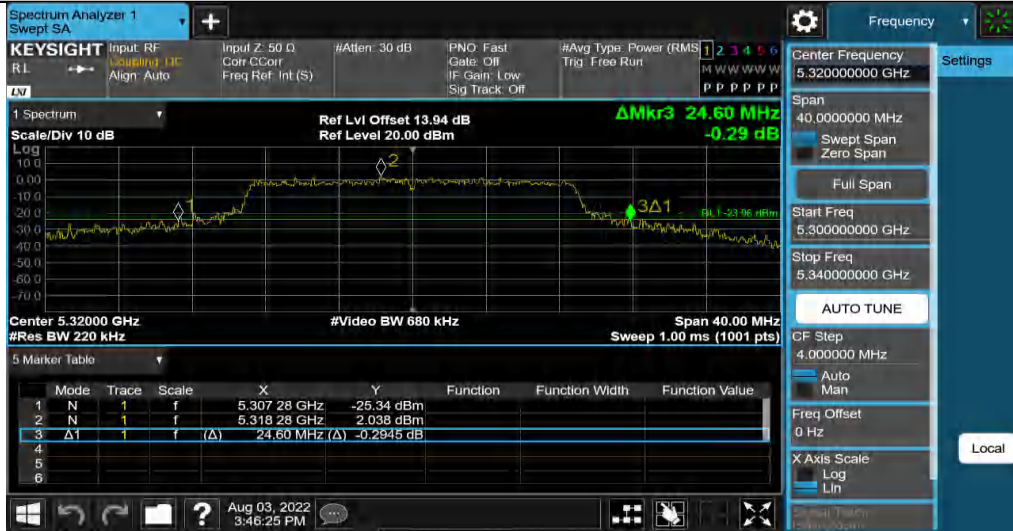 Spectrum Analyzer 1
Swept SA
Frequency
KEYSIGHT
RL
LXI
Input: RF
Coupling: DC
Align: Auto
Input Z: 50 Ω
Corr CCorr
Freq Ref: Int (S)
#Atten: 30 dB
PNO: Fast
Gate: Off
IF Gain: Low
Sig Track: Off
#Avg Type: Power (RMS
Trig: Free Run
1 2 3 4 5 6
M W W W W W
P P P P P P
1 Spectrum
Scale/Div 10 dB
Ref Lvl Offset 13.94 dB
Ref Level 20.00 dBm
ΔMkr3 24.60 MHz
-0.29 dB
Log
10.0
0.00
-10.0
-20.0
-30.0
-40.0
-50.0
-60.0
-70.0
1
2
3Δ1
DL1 -23.96 dBm
Center 5.32000 GHz
#Res BW 220 kHz
#Video BW 680 kHz
Span 40.00 MHz
Sweep 1.00 ms (1001 pts)
5 Marker Table
Mode Trace Scale X Y Function Function Width Function Value
1 N 1 f 5.307 28 GHz -25.34 dBm
2 N 1 f 5.318 28 GHz 2.038 dBm
3 Δ1 1 f (Δ) 24.60 MHz (Δ) -0.2945 dB
4
5
6
?
Aug 03, 2022
3:46:25 PM
Center Frequency
5.320000000 GHz
Span
40.0000000 MHz
Swept Span
Zero Span
Full Span
Start Freq
5.300000000 GHz
Stop Freq
5.340000000 GHz
AUTO TUNE
CF Step
4.000000 MHz
Auto
Man
Freq Offset
0 Hz
X Axis Scale
Log
Lin
Settings
Local